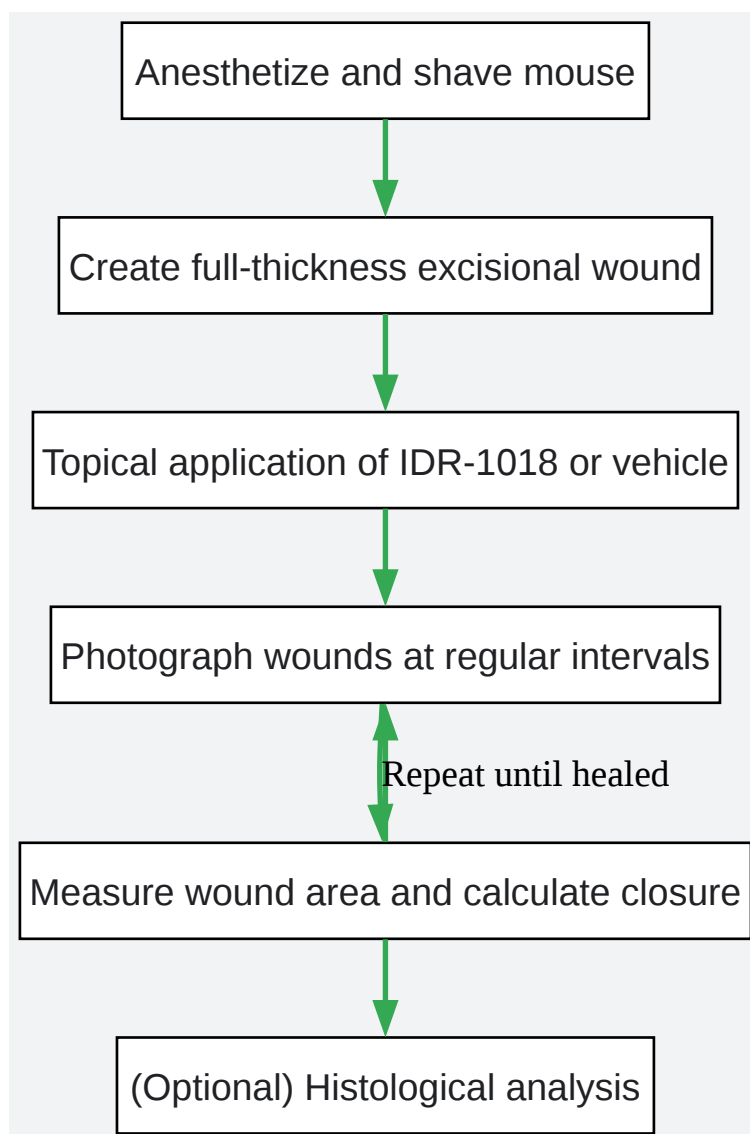 Anesthetize and shave mouse
Create full-thickness excisional wound
Topical application of IDR-1018 or vehicle
Photograph wounds at regular intervals
Repeat until healed
Measure wound area and calculate closure
(Optional) Histological analysis